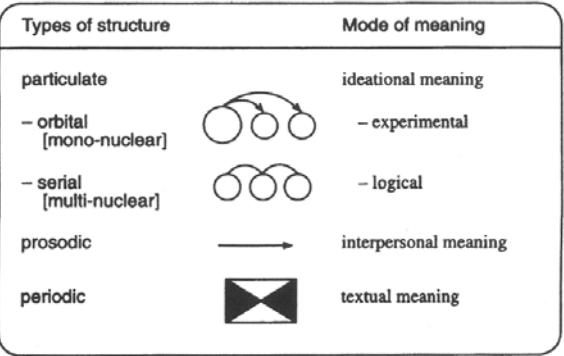 Types of structure Mode of meaning
particulate ideational meaning
– orbital – experimental
[mono-nuclear]
– serial – logical
[multi-nuclear]
prosodic interpersonal meaning
periodic textual meaning